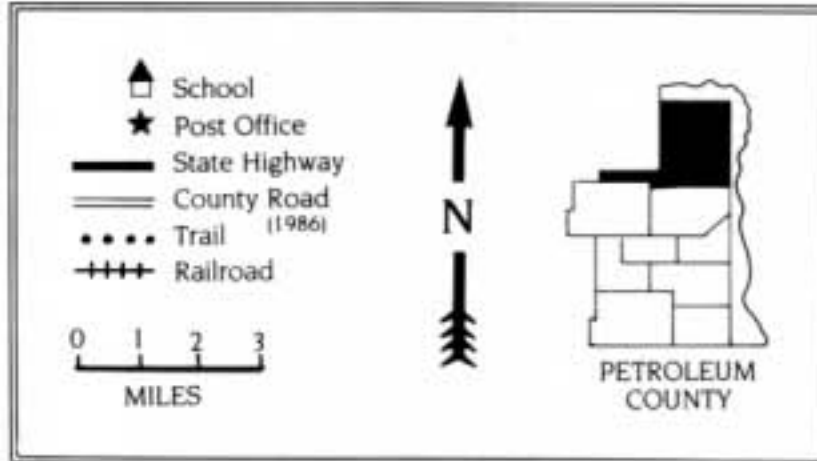 School
Post Office
State Highway
County Road
(1986)
Trail
Railroad
0 1 2 3
MILES
N
PETROLEUM
COUNTY